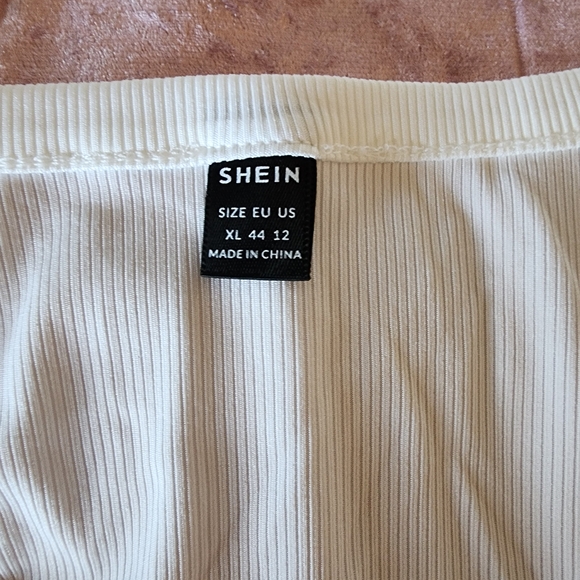 SHEIN
SIZE EU US
XL 44 12
MADE IN CHINA